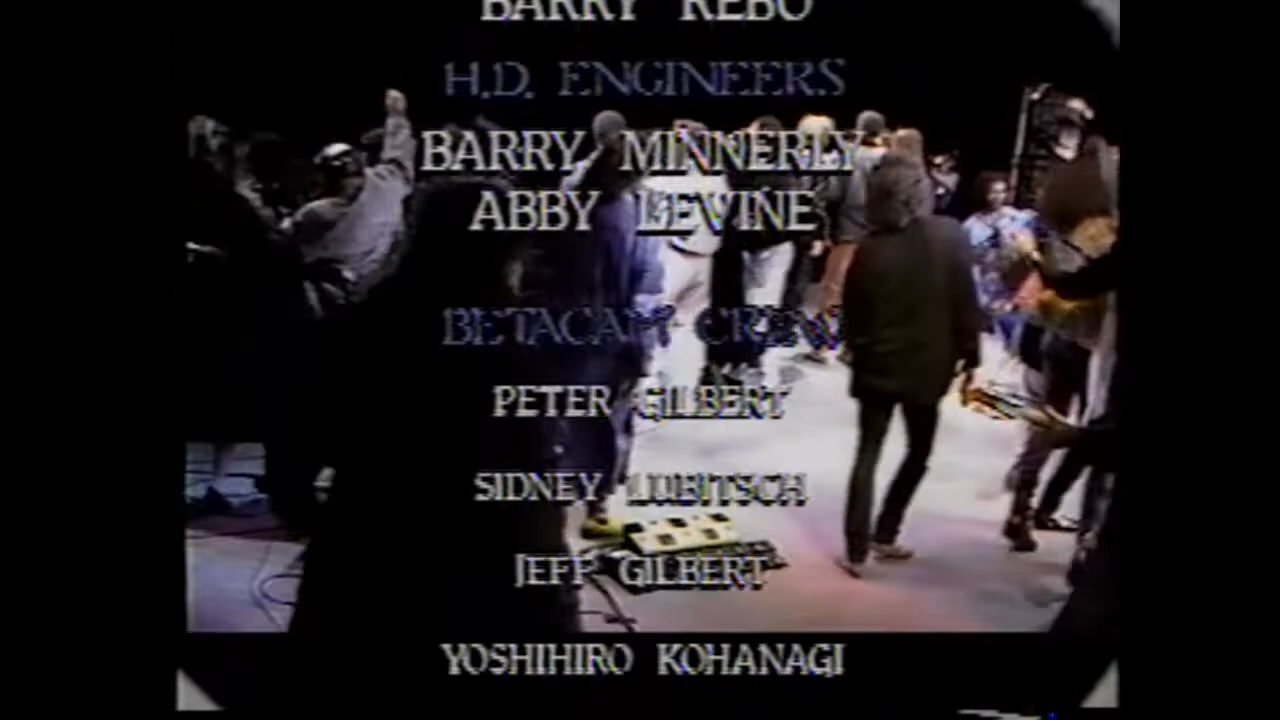 BARRY REBO
H.D. ENGINEERS
BARRY MINNERLY
ABBY LEVINE
BETACAM CREW
PETER GILBERT
SIDNEY LUBITSCH
JEFF GILBERT
YOSHIHIRO KOHANAGI